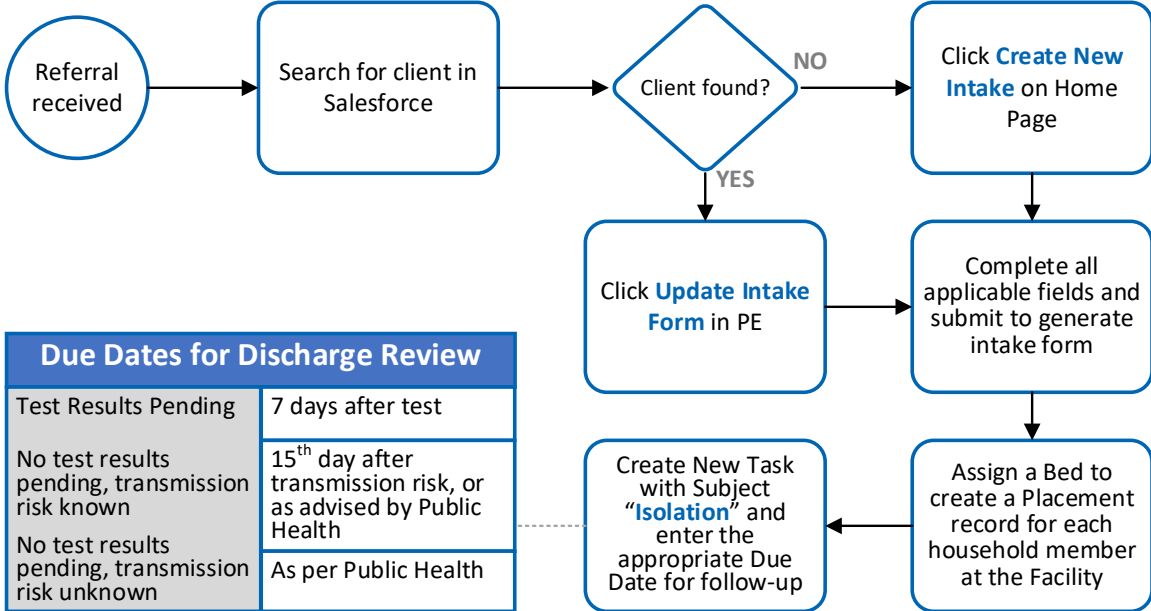 Referral
received
Search for client in
Salesforce
Client found?
NO
YES
Click Create New
Intake on Home
Page
Click Update Intake
Form in PE
Complete all
applicable fields and
submit to generate
intake form
Assign a Bed to
create a Placement
record for each
household member
at the Facility
Create New Task
with Subject
“Isolation” and
enter the
appropriate Due
Date for follow-up
Due Dates for Discharge Review
Test Results Pending
7 days after test
No test results
pending, transmission
risk known
15th day after
transmission risk, or
as advised by Public
Health
No test results
pending, transmission
risk unknown
As per Public Health